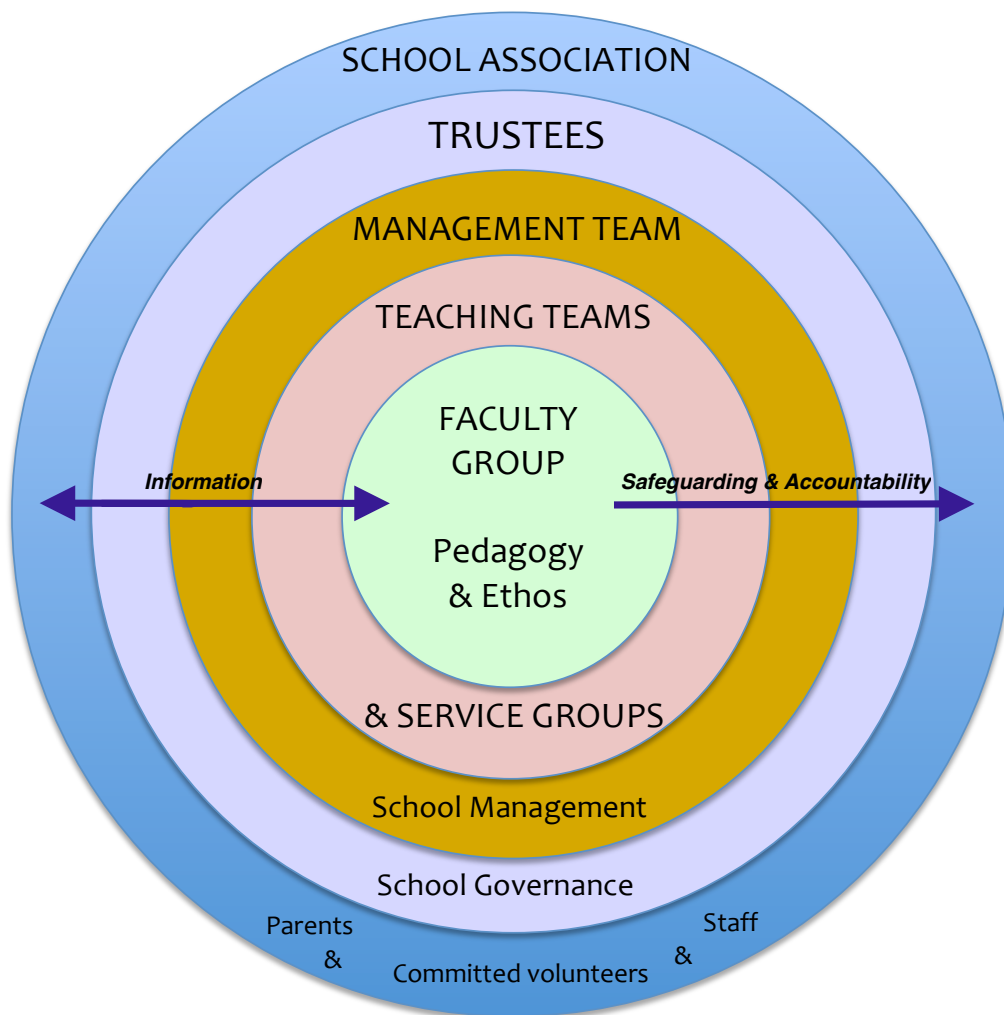 SCHOOL ASSOCIATION
TRUSTEES
MANAGEMENT TEAM
TEACHING TEAMS
FACULTY
GROUP
Information
Safeguarding & Accountability
Pedagogy
& Ethos
& SERVICE GROUPS
School Management
School Governance
Parents
&
Committed volunteers
&
Staff